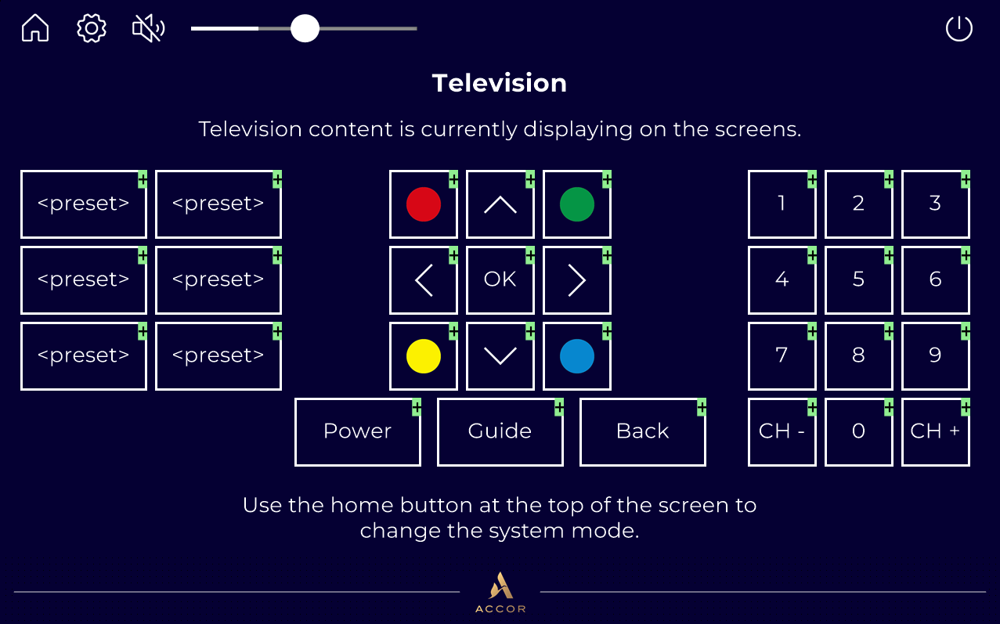 Television
Television content is currently displaying on the screens.
<preset> <preset>
<preset> <preset>
<preset> <preset>
OK
Power Guide Back
1 2 3
4 5 6
7 8 9
CH - 0 CH +
Use the home button at the top of the screen to
change the system mode.
ACCOR